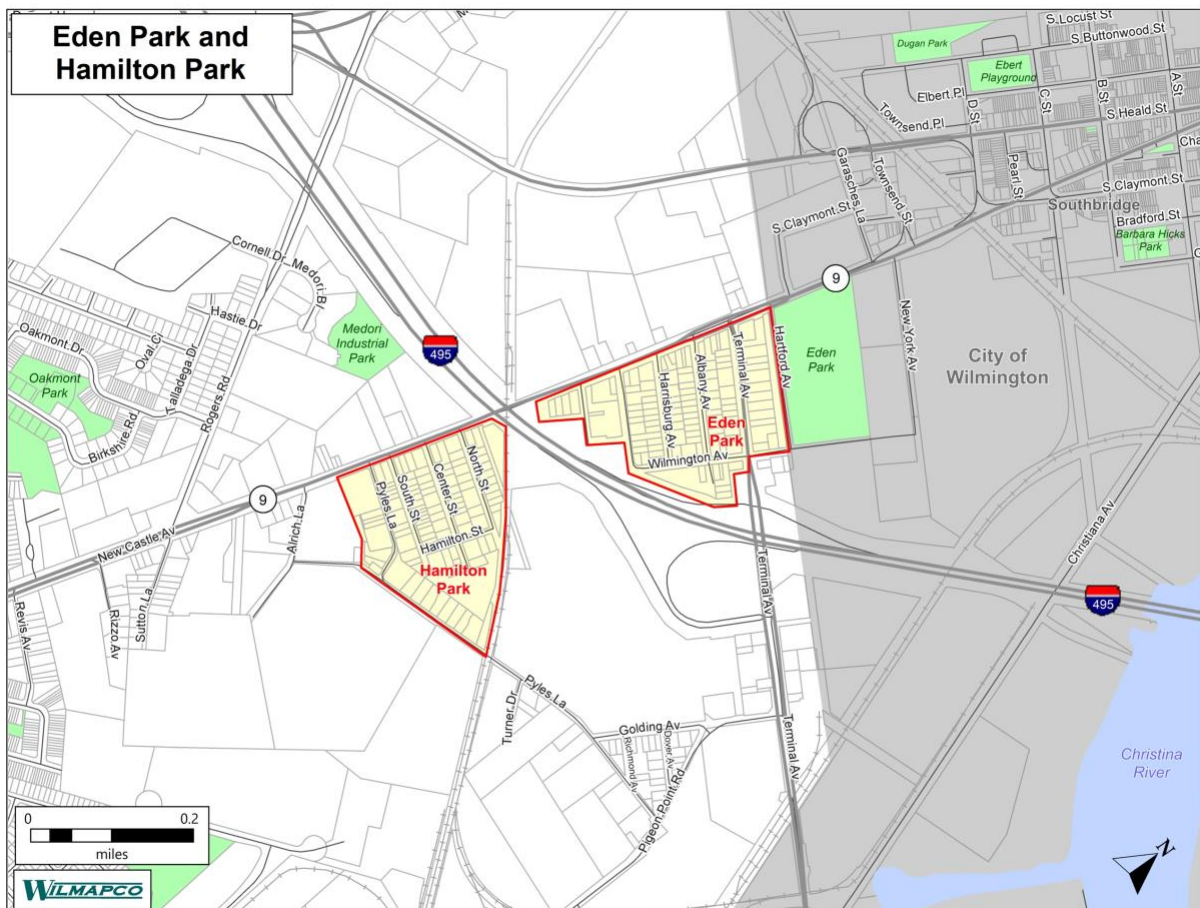 Eden Park and
Hamilton Park
S Locust St
S Buttonwood St
Dugan Park
Ebert
Playground
Elbert Pl
D St
C St
B St
A St
S Heald St
Townsend Pl
Garasches La
Townsend St
Pearl St
S Claymont St
Southbridge
Bradford St
Barbara Hicks
Park
S Claymont St
9
Cornell Dr
Medori Bl
Hastie Dr
Oakmont Dr
Oval Ci
Talladega Dr
Rogers Rd
Oakmont
Park
Birkshire Rd
Medori
Industrial
Park
495
New York Av
Hartford Av
Terminal Av
Albany Av
Harrisburg Av
Eden
Park
City of
Wilmington
Eden
Park
Wilmington Av
North St
Center St
South St
Pyles La
Hamilton St
Hamilton
Park
9
New Castle Av
Alrich La
Sutton La
Rizzo Av
Revis Av
Christiana Av
495
Terminal Av
Pyles La
Turner Dr
Golding Av
Richmond Av
Dover Av
Pigeon Point Rd
Terminal Av
Christina
River
0 0.2
miles
WILMAPCO
N